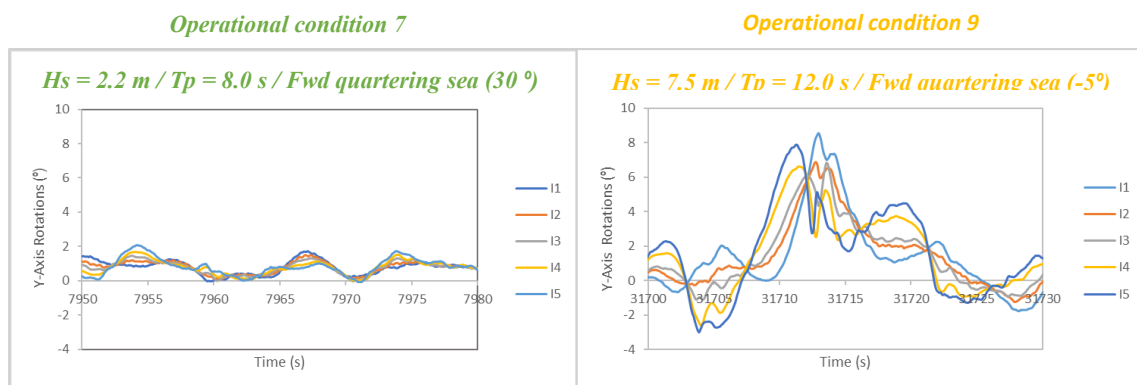 Operational condition 7
Hs = 2.2 m / Tp = 8.0 s / Fwd quartering sea (30 º)
10
8
6
4
2
0
-2
-4
Y-Axis Rotations (°)
7950
7955
7960
7965
7970
7975
7980
Time (s)
I1
I2
I3
I4
I5
Operational condition 9
Hs = 7.5 m / Tp = 12.0 s / Fwd quartering sea (-5º)
10
8
6
4
2
0
-2
-4
Y-Axis Rotations (°)
31700
31705
31710
31715
31720
31725
31730
Time (s)
I1
I2
I3
I4
I5